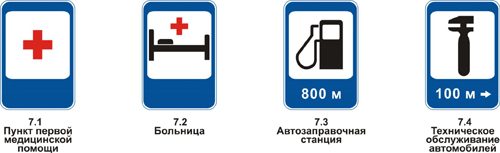 800 м
100 м
7.1
Пункт первой
медицинской
помощи
7.2
Больница
7.3
Автозаправочная
станция
7.4
Техническое
обслуживание
автомобилей